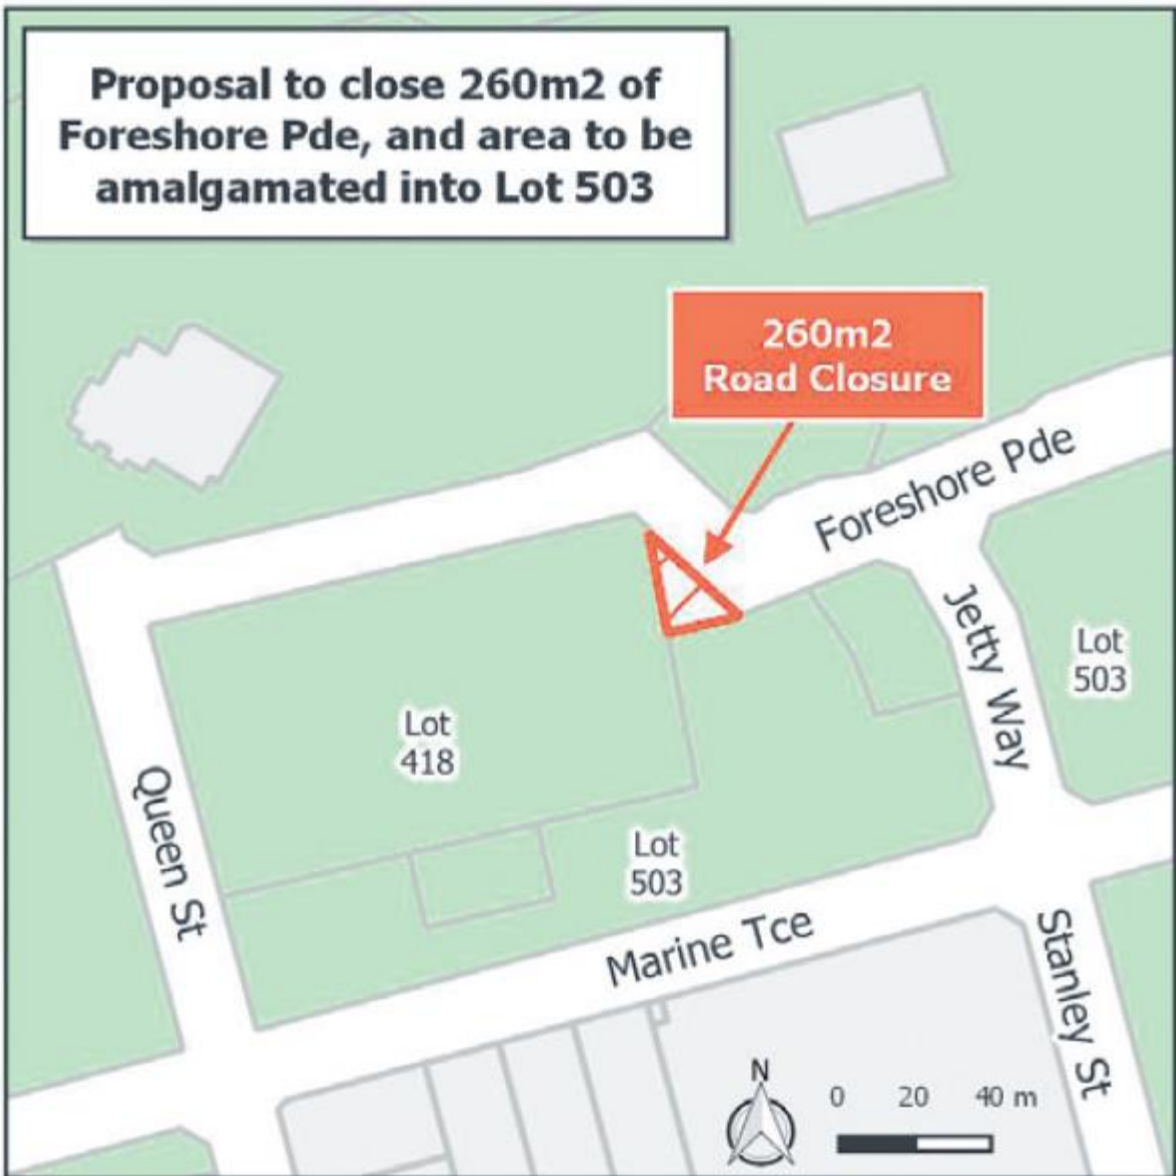 Proposal to close 260m2 of
Foreshore Pde, and area to be
amalgamated into Lot 503
260m2
Road Closure
Foreshore Pde
Jetty Way
Lot
503
Lot
418
Queen St
Lot
503
Marine Tce
Stanley St
N
0 20 40 m